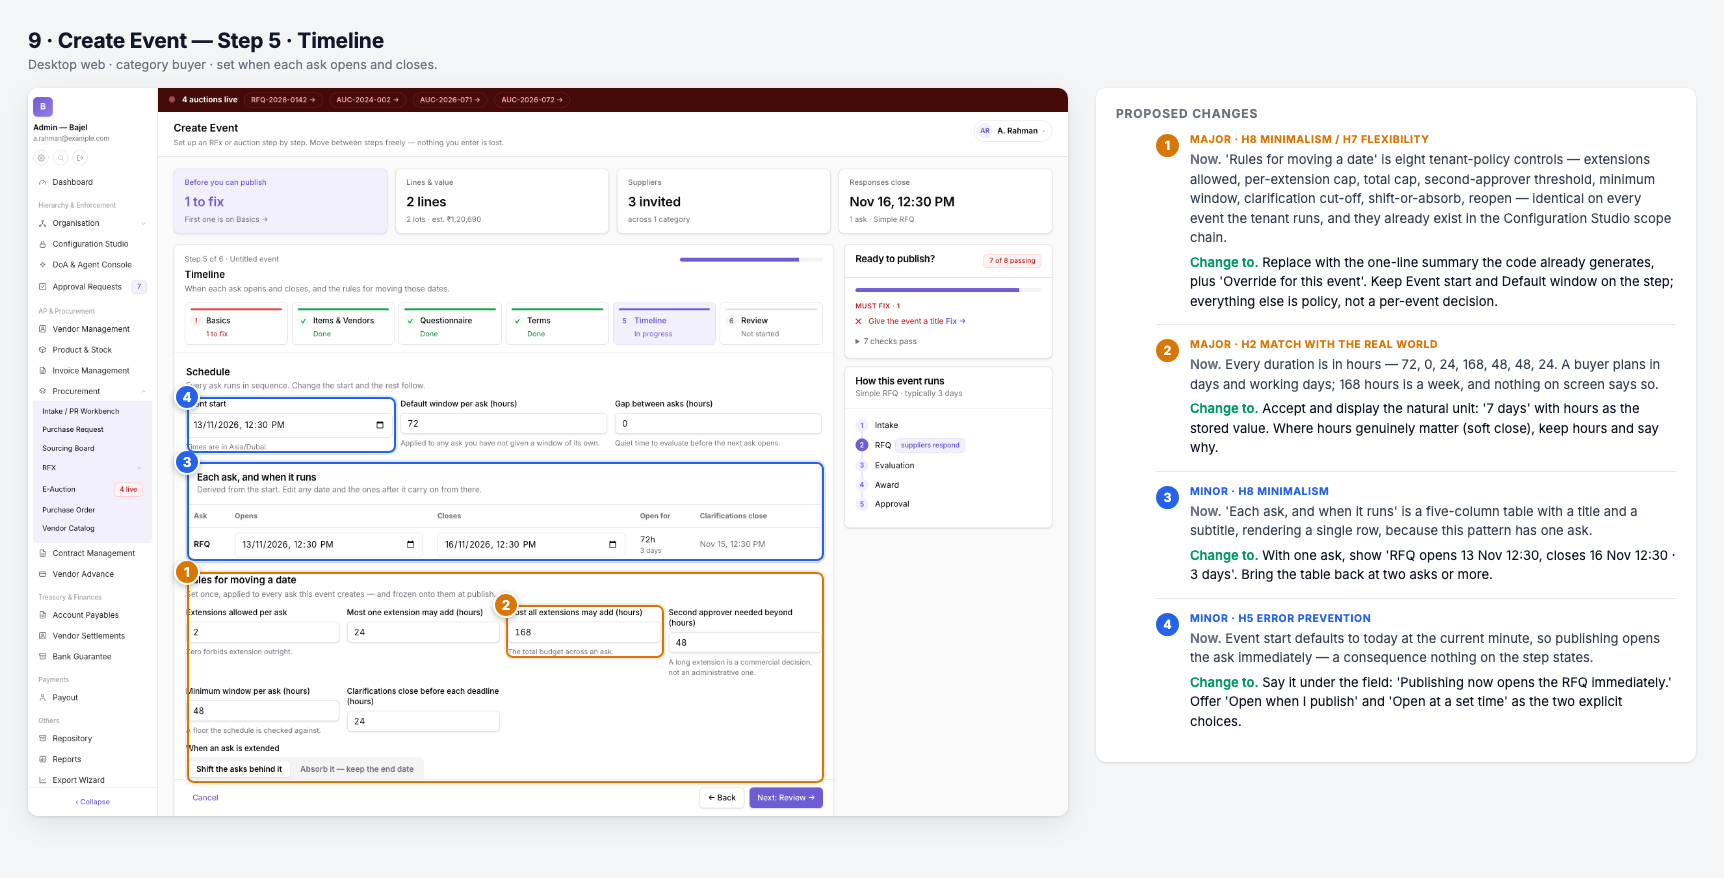 9 · Create Event — Step 5 · Timeline
Desktop web · category buyer · set when each ask opens and closes.
B
Admin — Bajel
a.rahman@example.com
Dashboard
Hierarchy & Enforcement
Organisation
Configuration Studio
DoA & Agent Console
Approval Requests 7
AP & Procurement
Vendor Management
Product & Stock
Invoice Management
Procurement
Intake / PR Workbench
Purchase Request
Sourcing Board
RFX
E-Auction 4 live
Purchase Order
Vendor Catalog
Contract Management
Vendor Advance
Treasury & Finances
Account Payables
Vendor Settlements
Bank Guarantee
Payments
Payout
Others
Repository
Reports
Export Wizard
‹ Collapse
4 auctions live RFQ-2026-0142 → AUC-2024-002 → AUC-2026-071 → AUC-2026-072 →
Create Event
Set up an RFx or auction step by step. Move between steps freely — nothing you enter is lost.
AR A. Rahman
Before you can publish
1 to fix
First one is on Basics →
Lines & value
2 lines
2 lots · est. ₹1,20,690
Suppliers
3 invited
across 1 category
Responses close
Nov 16, 12:30 PM
1 ask · Simple RFQ
Step 5 of 6 · Untitled event
Timeline
When each ask opens and closes, and the rules for moving those dates.
! Basics
1 to fix
✓ Items & Vendors
Done
✓ Questionnaire
Done
✓ Terms
Done
5 Timeline
In progress
6 Review
Not started
Schedule
Every ask runs in sequence. Change the start and the rest follow.
4
ent start
13/11/2026, 12:30 PM
Times are in Asia/Dubai.
Default window per ask (hours)
72
Applied to any ask you have not given a window of its own.
Gap between asks (hours)
0
Quiet time to evaluate before the next ask opens.
3
Each ask, and when it runs
Derived from the start. Edit any date and the ones after it carry on from there.
Ask Opens Closes Open for Clarifications close
RFQ 13/11/2026, 12:30 PM 16/11/2026, 12:30 PM 72h Nov 15, 12:30 PM
3 days
1
ules for moving a date
Set once, applied to every ask this event creates — and frozen onto them at publish.
Extensions allowed per ask
2
Zero forbids extension outright.
Most one extension may add (hours)
24
2
ost all extensions may add (hours)
168
The total budget across an ask.
Second approver needed beyond
(hours)
48
A long extension is a commercial decision,
not an administrative one.
Minimum window per ask (hours)
48
A floor the schedule is checked against.
Clarifications close before each deadline
(hours)
24
When an ask is extended
Shift the asks behind it Absorb it — keep the end date
Cancel ← Back Next: Review →
Ready to publish? 7 of 8 passing
MUST FIX · 1
✕ Give the event a title Fix →
▶ 7 checks pass
How this event runs
Simple RFQ · typically 3 days
1 Intake
2 RFQ suppliers respond
3 Evaluation
4 Award
5 Approval
PROPOSED CHANGES
1 MAJOR · H8 MINIMALISM / H7 FLEXIBILITY
Now. 'Rules for moving a date' is eight tenant-policy controls — extensions
allowed, per-extension cap, total cap, second-approver threshold, minimum
window, clarification cut-off, shift-or-absorb, reopen — identical on every
event the tenant runs, and they already exist in the Configuration Studio scope
chain.
Change to. Replace with the one-line summary the code already generates,
plus 'Override for this event'. Keep Event start and Default window on the step;
everything else is policy, not a per-event decision.
2 MAJOR · H2 MATCH WITH THE REAL WORLD
Now. Every duration is in hours — 72, 0, 24, 168, 48, 48, 24. A buyer plans in
days and working days; 168 hours is a week, and nothing on screen says so.
Change to. Accept and display the natural unit: '7 days' with hours as the
stored value. Where hours genuinely matter (soft close), keep hours and say
why.
3 MINOR · H8 MINIMALISM
Now. 'Each ask, and when it runs' is a five-column table with a title and a
subtitle, rendering a single row, because this pattern has one ask.
Change to. With one ask, show 'RFQ opens 13 Nov 12:30, closes 16 Nov 12:30 ·
3 days'. Bring the table back at two asks or more.
4 MINOR · H5 ERROR PREVENTION
Now. Event start defaults to today at the current minute, so publishing opens
the ask immediately — a consequence nothing on the step states.
Change to. Say it under the field: 'Publishing now opens the RFQ immediately.'
Offer 'Open when I publish' and 'Open at a set time' as the two explicit
choices.